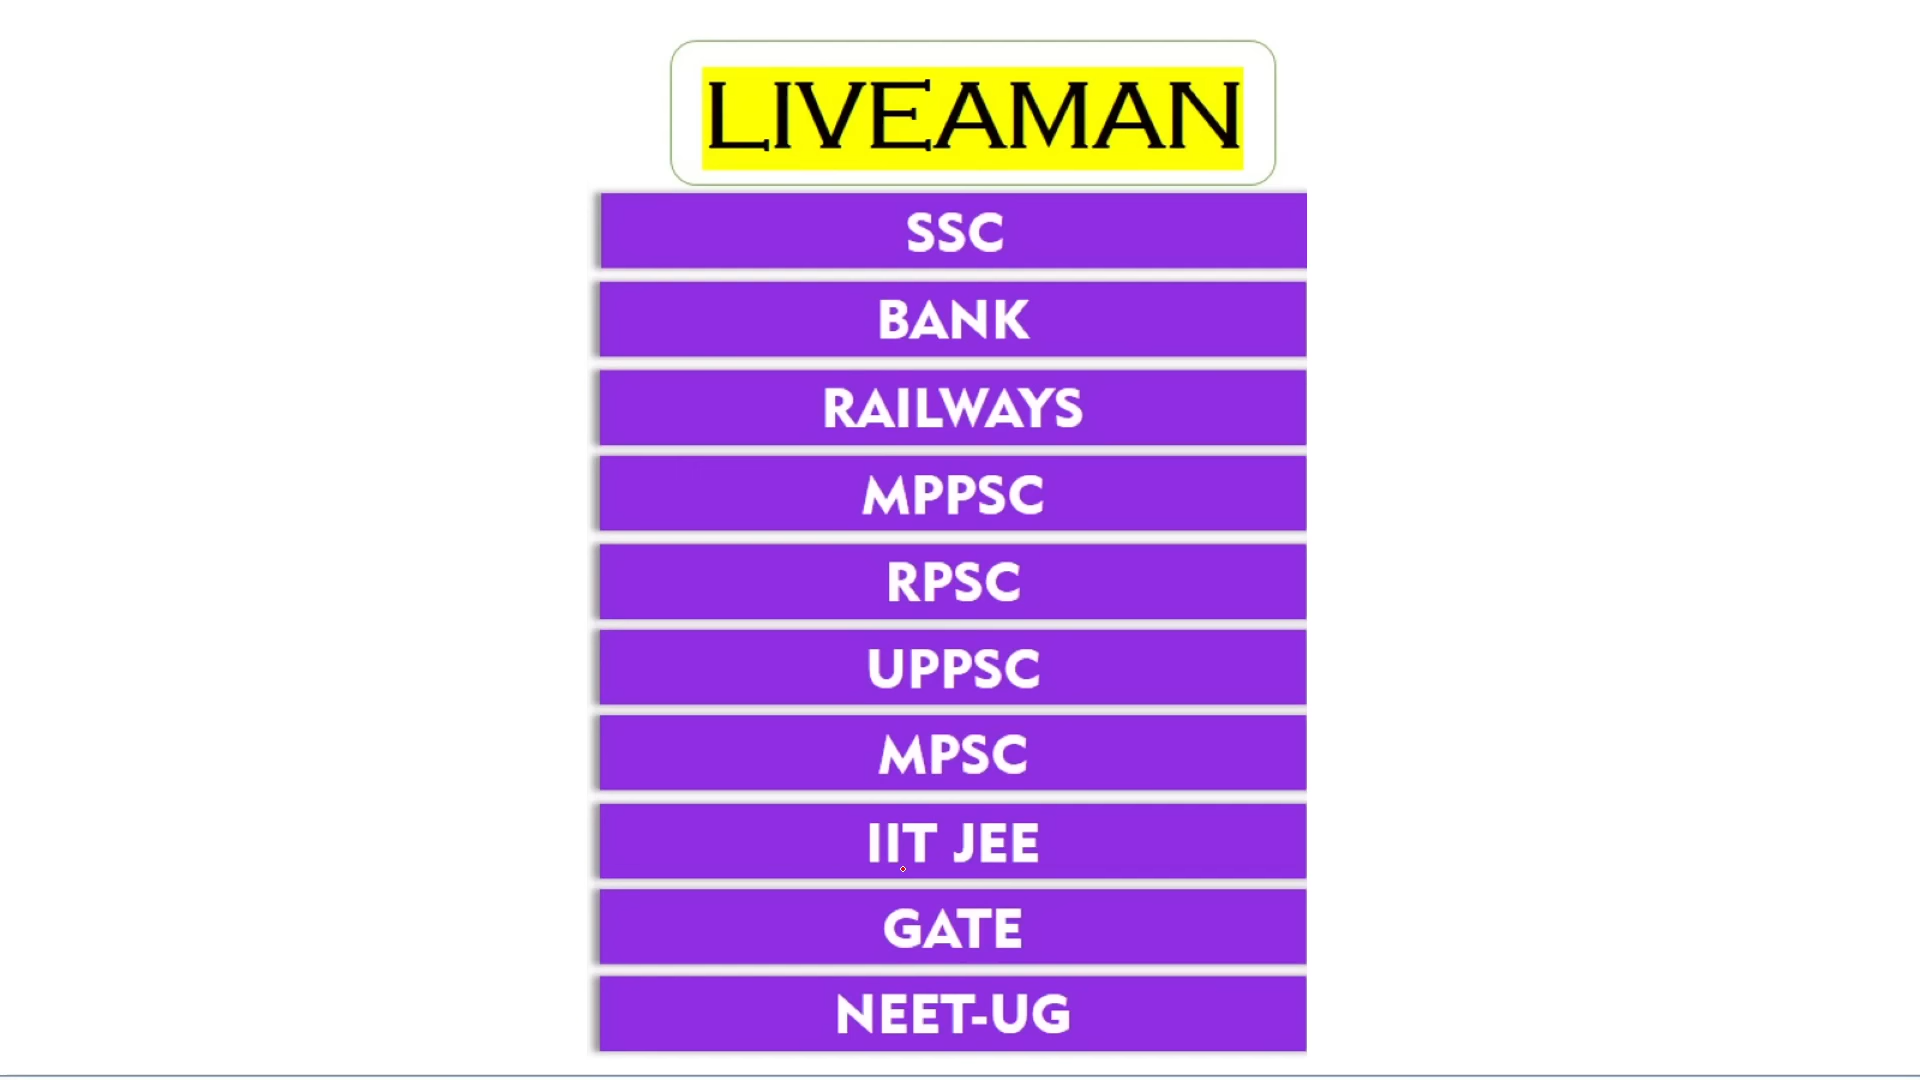 LIVEAMAN
SSC
BANK
RAILWAYS
MPPSC
RPSC
UPPSC
MPSC
IIT JEE
GATE
NEET-UG